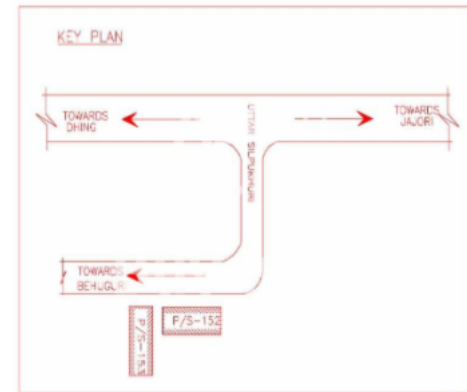 KEY PLAN
TOWARDS
DHING
UTTAR SILPUKHURI
TOWARDS
JAJORI
TOWARDS
BEHUGURI
P/S-152
P/S-153